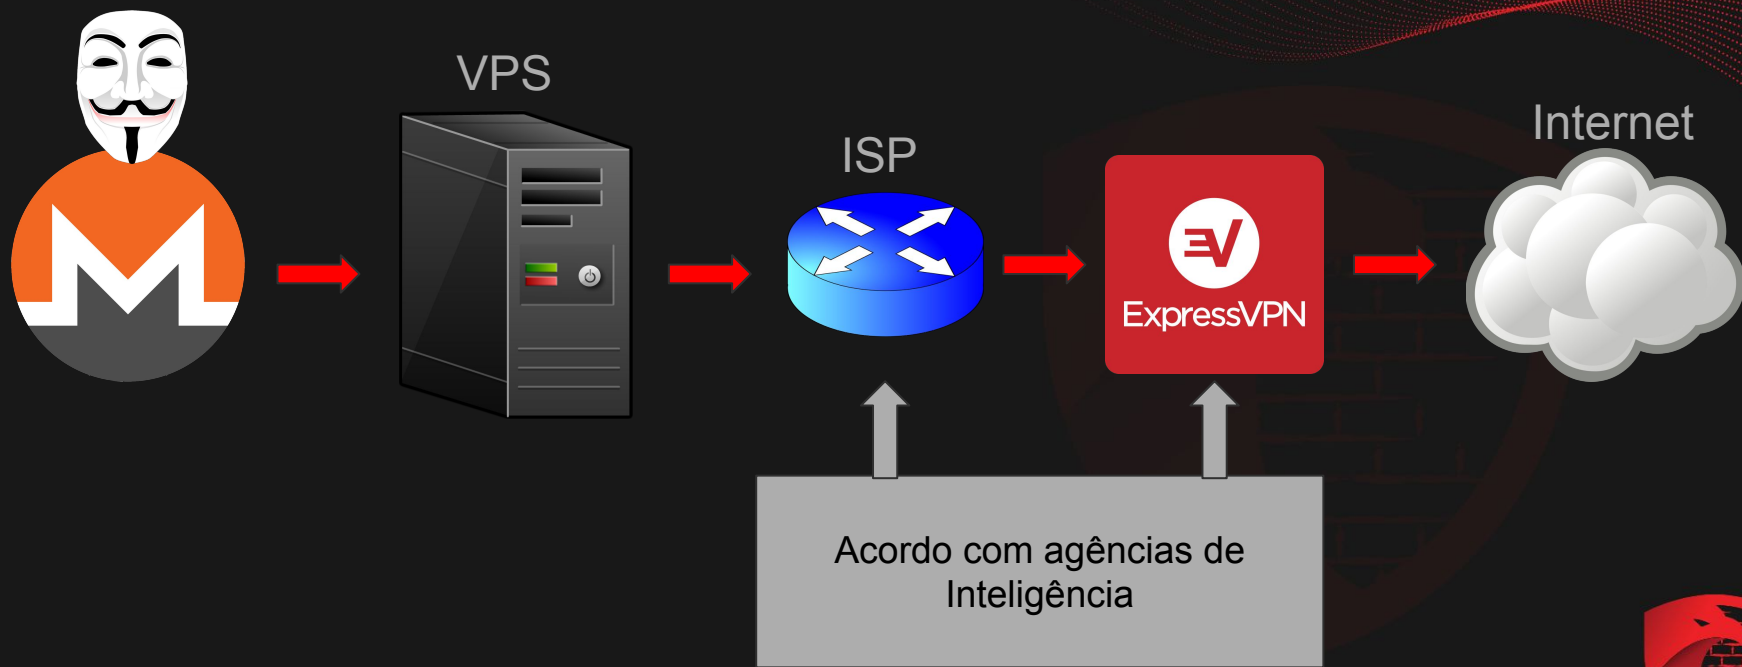 VPS
ISP
Internet
ExpressVPN
Acordo com agências de
Inteligência